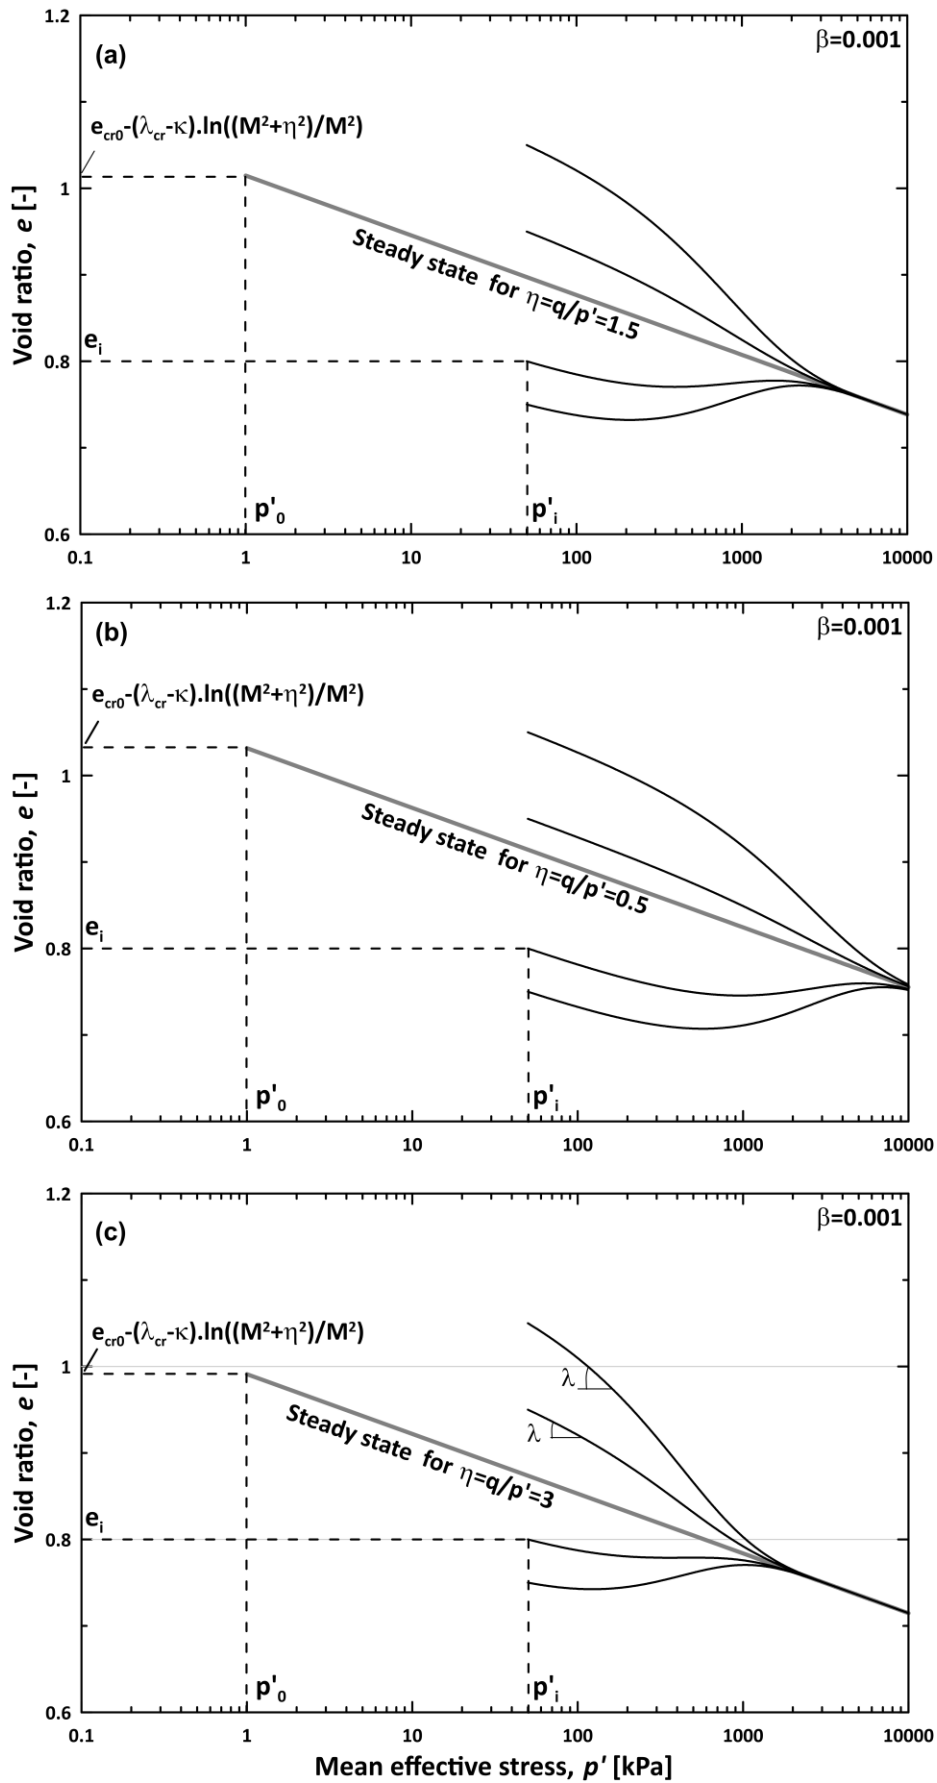 (a)
β=0.001
1.2
e_cr0-(λ_cr-κ).ln((M²+η²)/M²)
1
Steady state for η=q/p'=1.5
e_i
0.8
p'_0
p'_i
0.6
0.1 1 10 100 1000 10000
Void ratio, e [-]
1.2
(b)
β=0.001
e_cr0-(λ_cr-κ).ln((M²+η²)/M²)
1
Steady state for η=q/p'=0.5
e_i
0.8
p'_0
p'_i
0.6
0.1 1 10 100 1000 10000
Void ratio, e [-]
1.2
(c)
β=0.001
e_cr0-(λ_cr-κ).ln((M²+η²)/M²)
1
λ
λ
Steady state for η=q/p'=3
e_i
0.8
p'_0
p'_i
0.6
0.1 1 10 100 1000 10000
Void ratio, e [-]
Mean effective stress, p' [kPa]